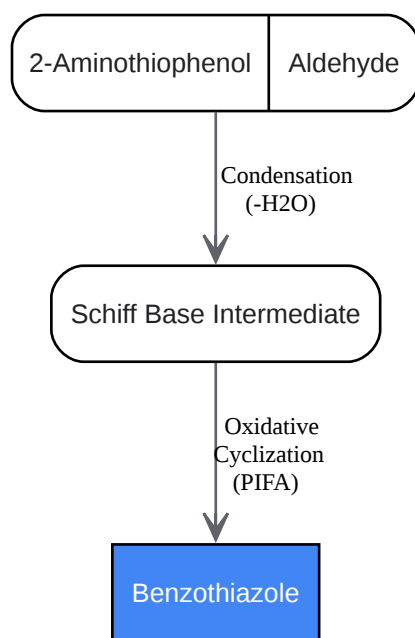 2-Aminothiophenol Aldehyde
Condensation
(-H2O)
Schiff Base Intermediate
Oxidative
Cyclization
(PIFA)
Benzothiazole